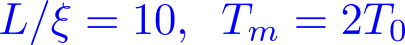 L/ξ = 10, T_m = 2T_0